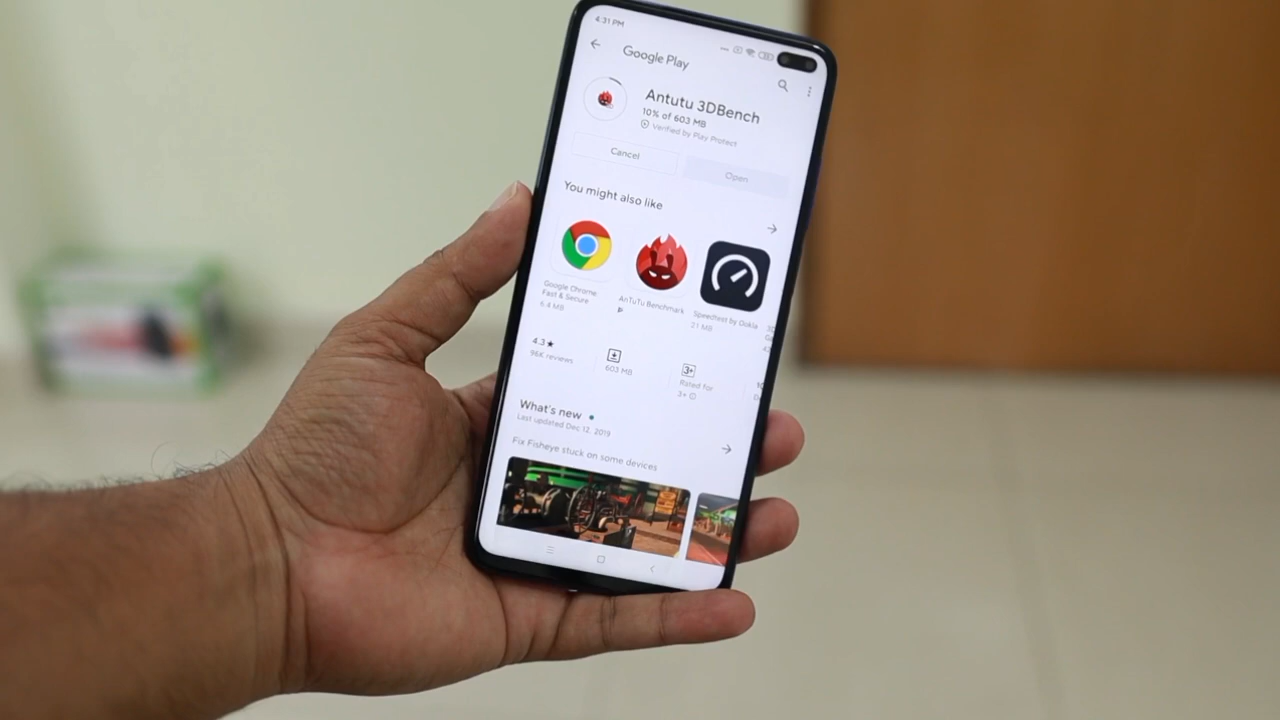 4:31 PM
Google Play
Antutu 3DBench
10% of 603 MB
Verified by Play Protect
Cancel
Open
You might also like
Google Chrome:
Fast & Secure
6.4 MB
AnTuTu Benchmark
Speedtest by Ookla
21 MB
4.3★
96K reviews
603 MB
3+
Rated for
3+
What's new
Last updated Dec 12, 2019
Fix Fisheye stuck on some devices